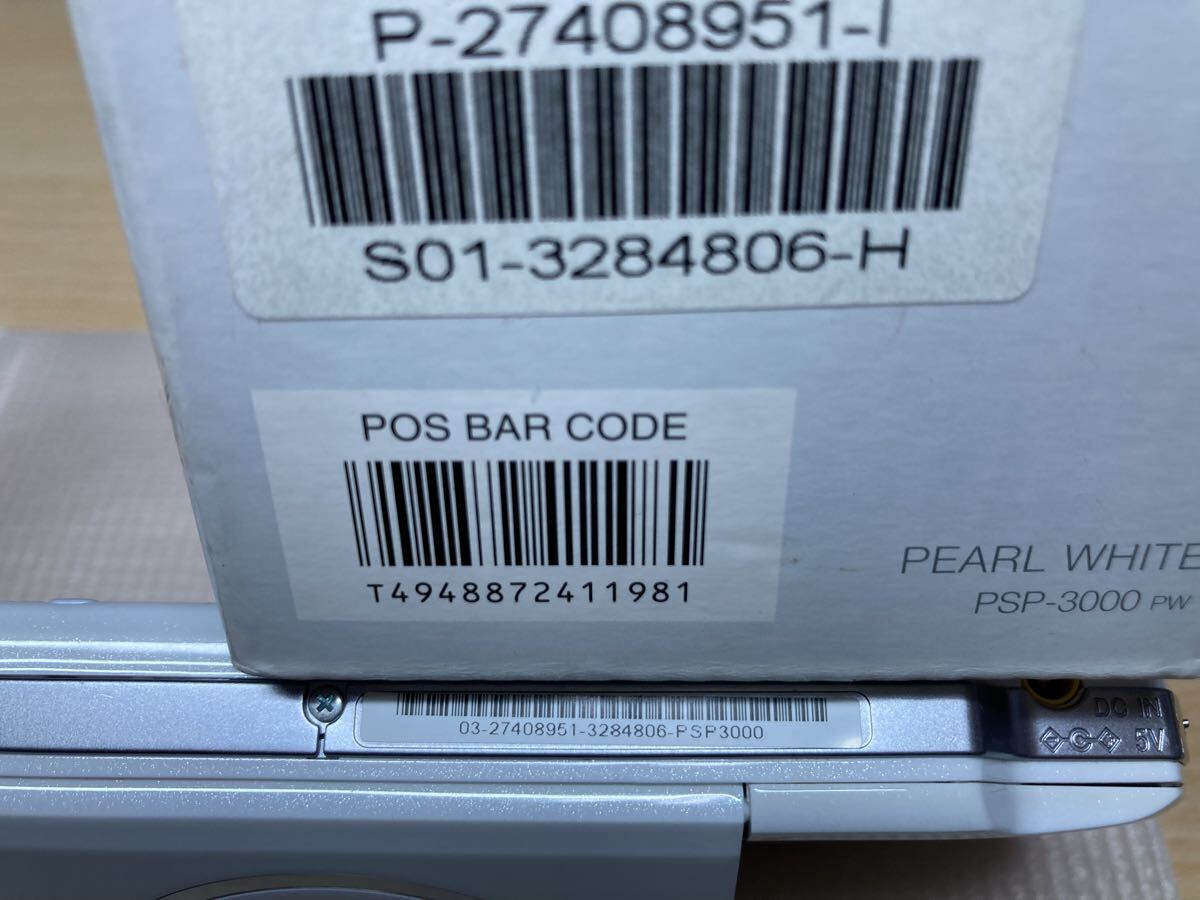 P-27408951-I
S01-3284806-H
POS BAR CODE
T4948872411981
PEARL WHITE
PSP-3000 PW
03-27408951-3284806-PSP3000
DC IN
5V